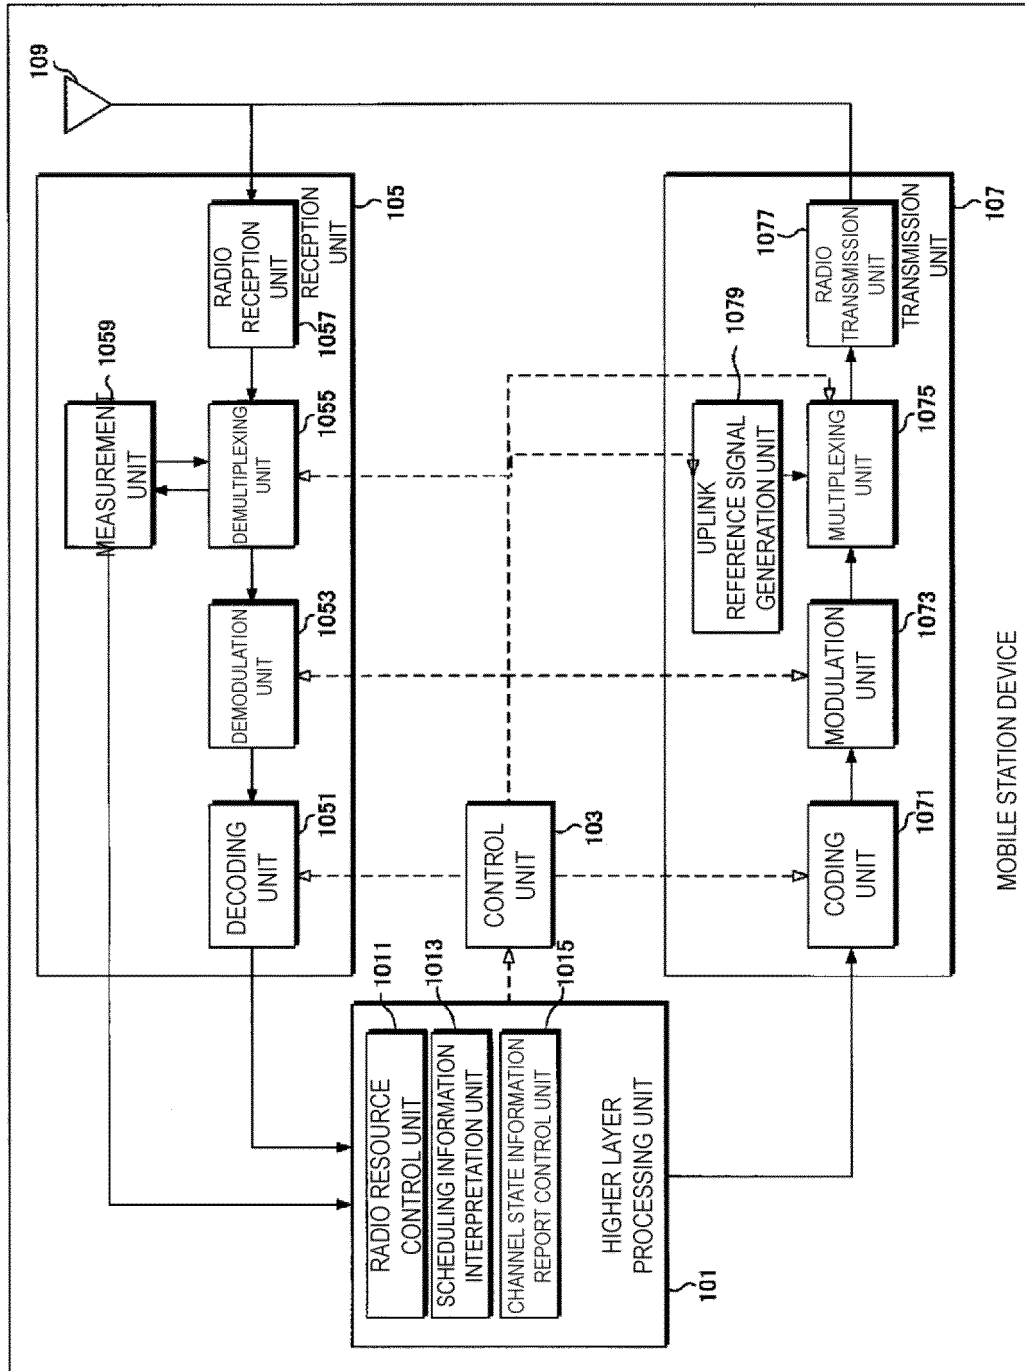 109
105
RADIO
RECEPTION
UNIT
RECEPTION
UNIT
1057
MEASUREMENT
UNIT
1059
DEMULTIPLEXING
UNIT
1055
DEMODULATION
UNIT
1053
DECODING
UNIT
1051
CONTROL
UNIT
103
RADIO RESOURCE
CONTROL UNIT
1011
SCHEDULING INFORMATION
INTERPRETATION UNIT
1013
CHANNEL STATE INFORMATION
REPORT CONTROL UNIT
1015
HIGHER LAYER
PROCESSING UNIT
101
UPLINK
REFERENCE SIGNAL
GENERATION UNIT
1079
CODING
UNIT
1071
MODULATION
UNIT
1073
MULTIPLEXING
UNIT
1075
RADIO
TRANSMISSION
UNIT
1077
TRANSMISSION
UNIT
107
MOBILE STATION DEVICE